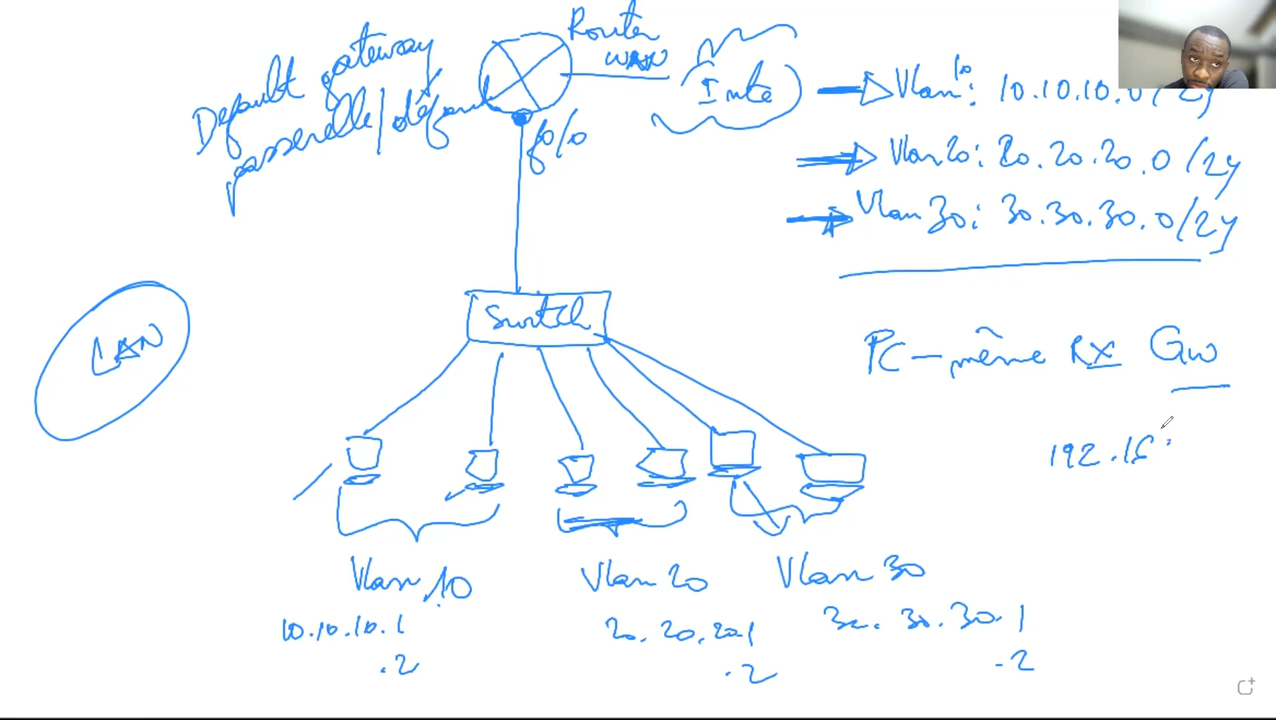 Router
WAN
Inte
Default gateway
passerelle / défaut
f0/0
Vlan 10: 10.10.10.0/24
Vlan 20: 20.20.20.0/24
Vlan 30: 30.30.30.0/24
LAN
Switch
PC - même RX GW
192.16
Vlan 10
10.10.10.1
.2
Vlan 20
20.20.20.1
.2
Vlan 30
30.30.30.1
.2